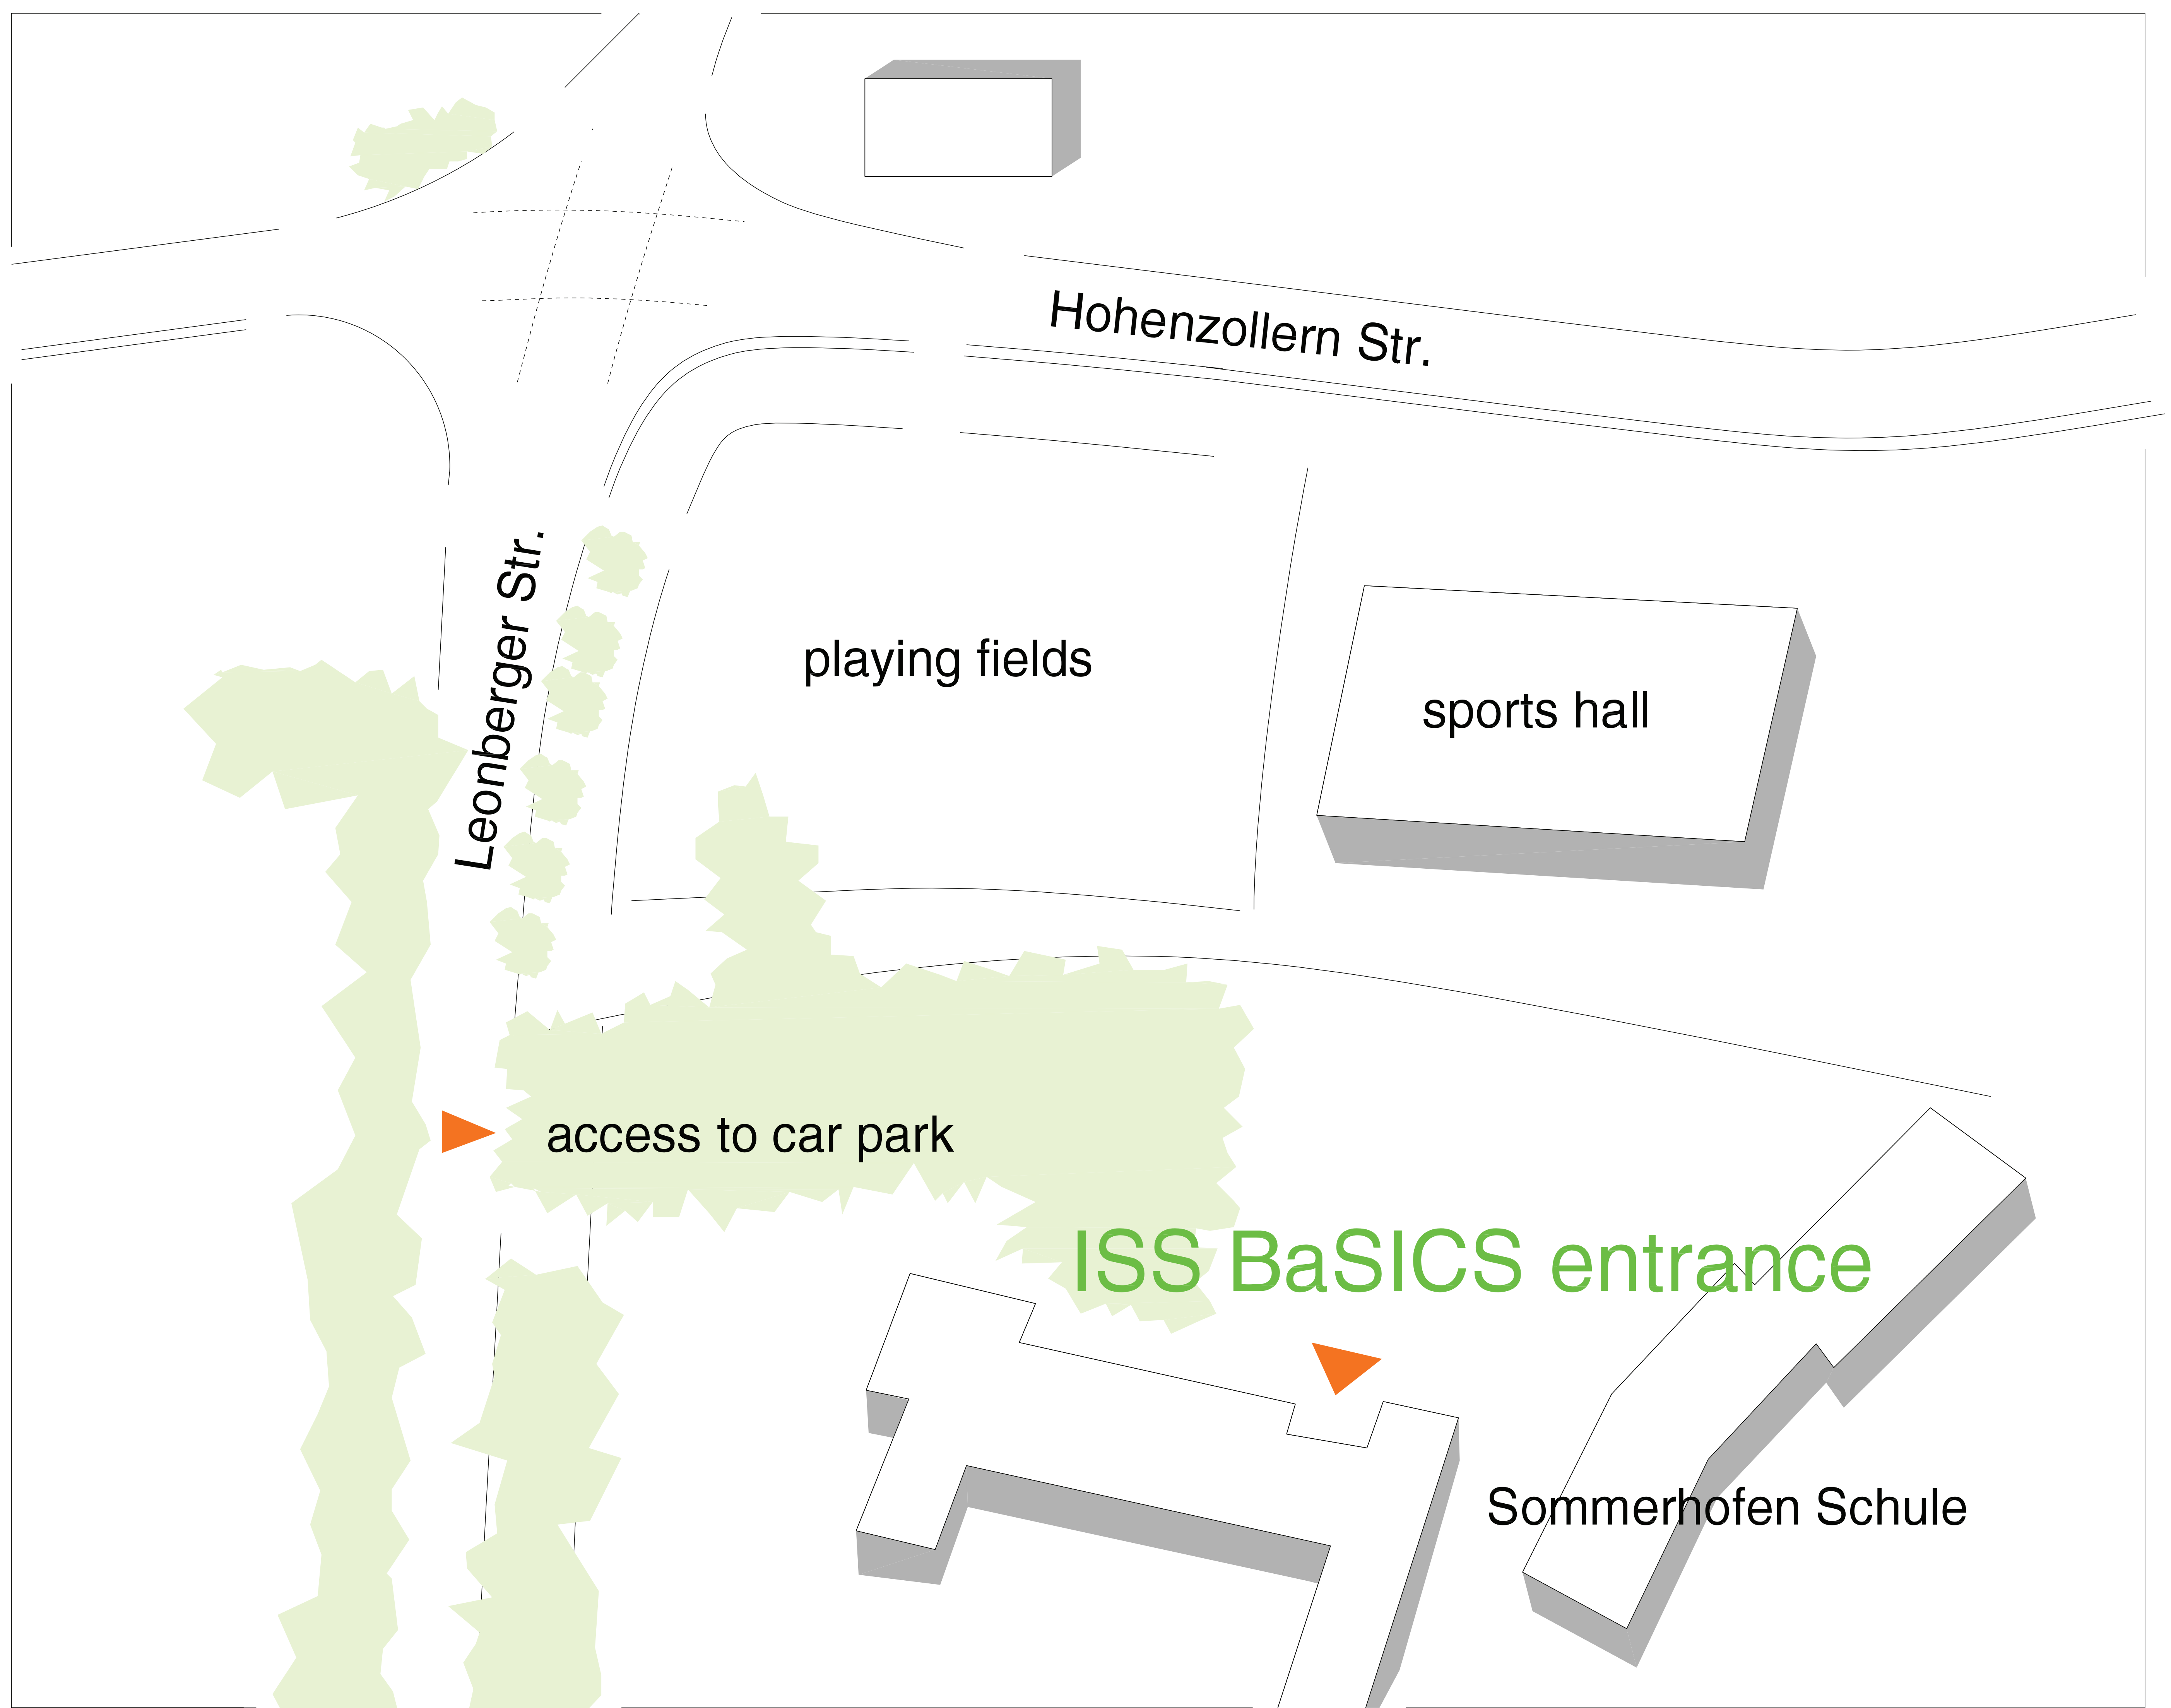 Hohenzollern Str.
Leonberger Str.
playing fields
sports hall
access to car park
ISS BaSICS entrance
Sommerhofen Schule